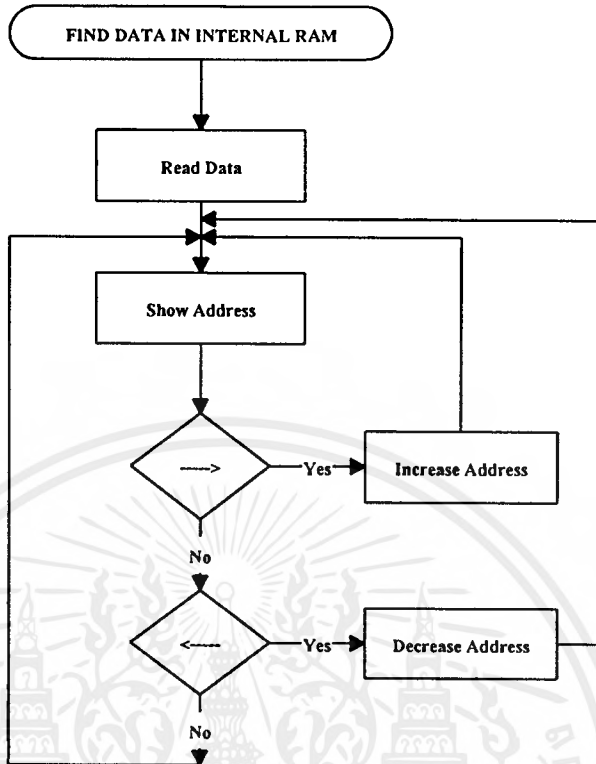 FIND DATA IN INTERNAL RAM
Read Data
Show Address
---->
Yes
Increase Address
No
<----
Yes
Decrease Address
No